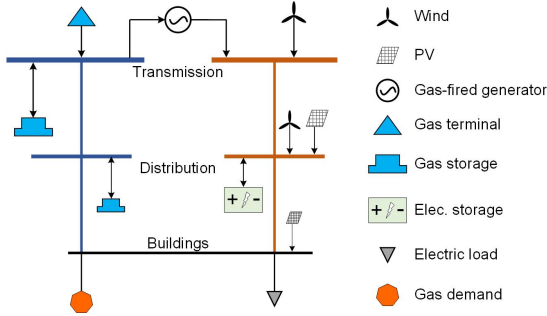 Wind
PV
Transmission
Gas-fired generator
Gas terminal
Distribution
Gas storage
+ -
+ -
Elec. storage
Buildings
Electric load
Gas demand